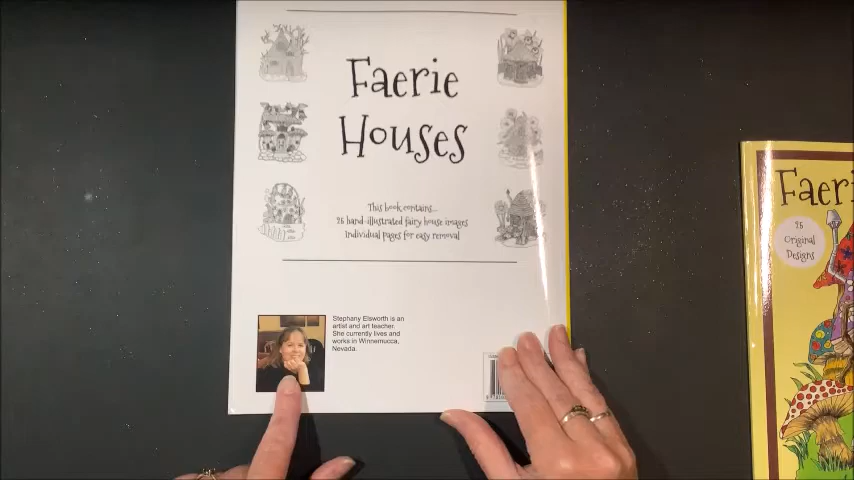 Faerie
Houses
This book contains...
25 hand-illustrated fairy house images
Individual pages for easy removal
Stephany Elsworth is an
artist and art teacher.
She currently lives and
works in Winnemucca,
Nevada.
Faeri
25
Original
Designs